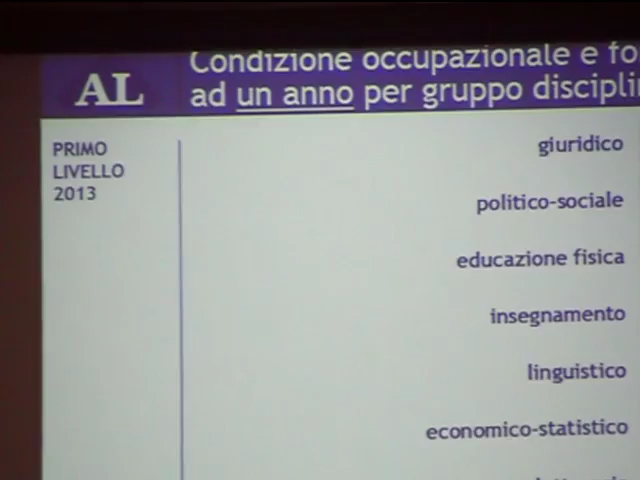 Condizione occupazionale e fo
AL
ad un anno per gruppo discipli
PRIMO
LIVELLO
2013
giuridico
politico-sociale
educazione fisica
insegnamento
linguistico
economico-statistico